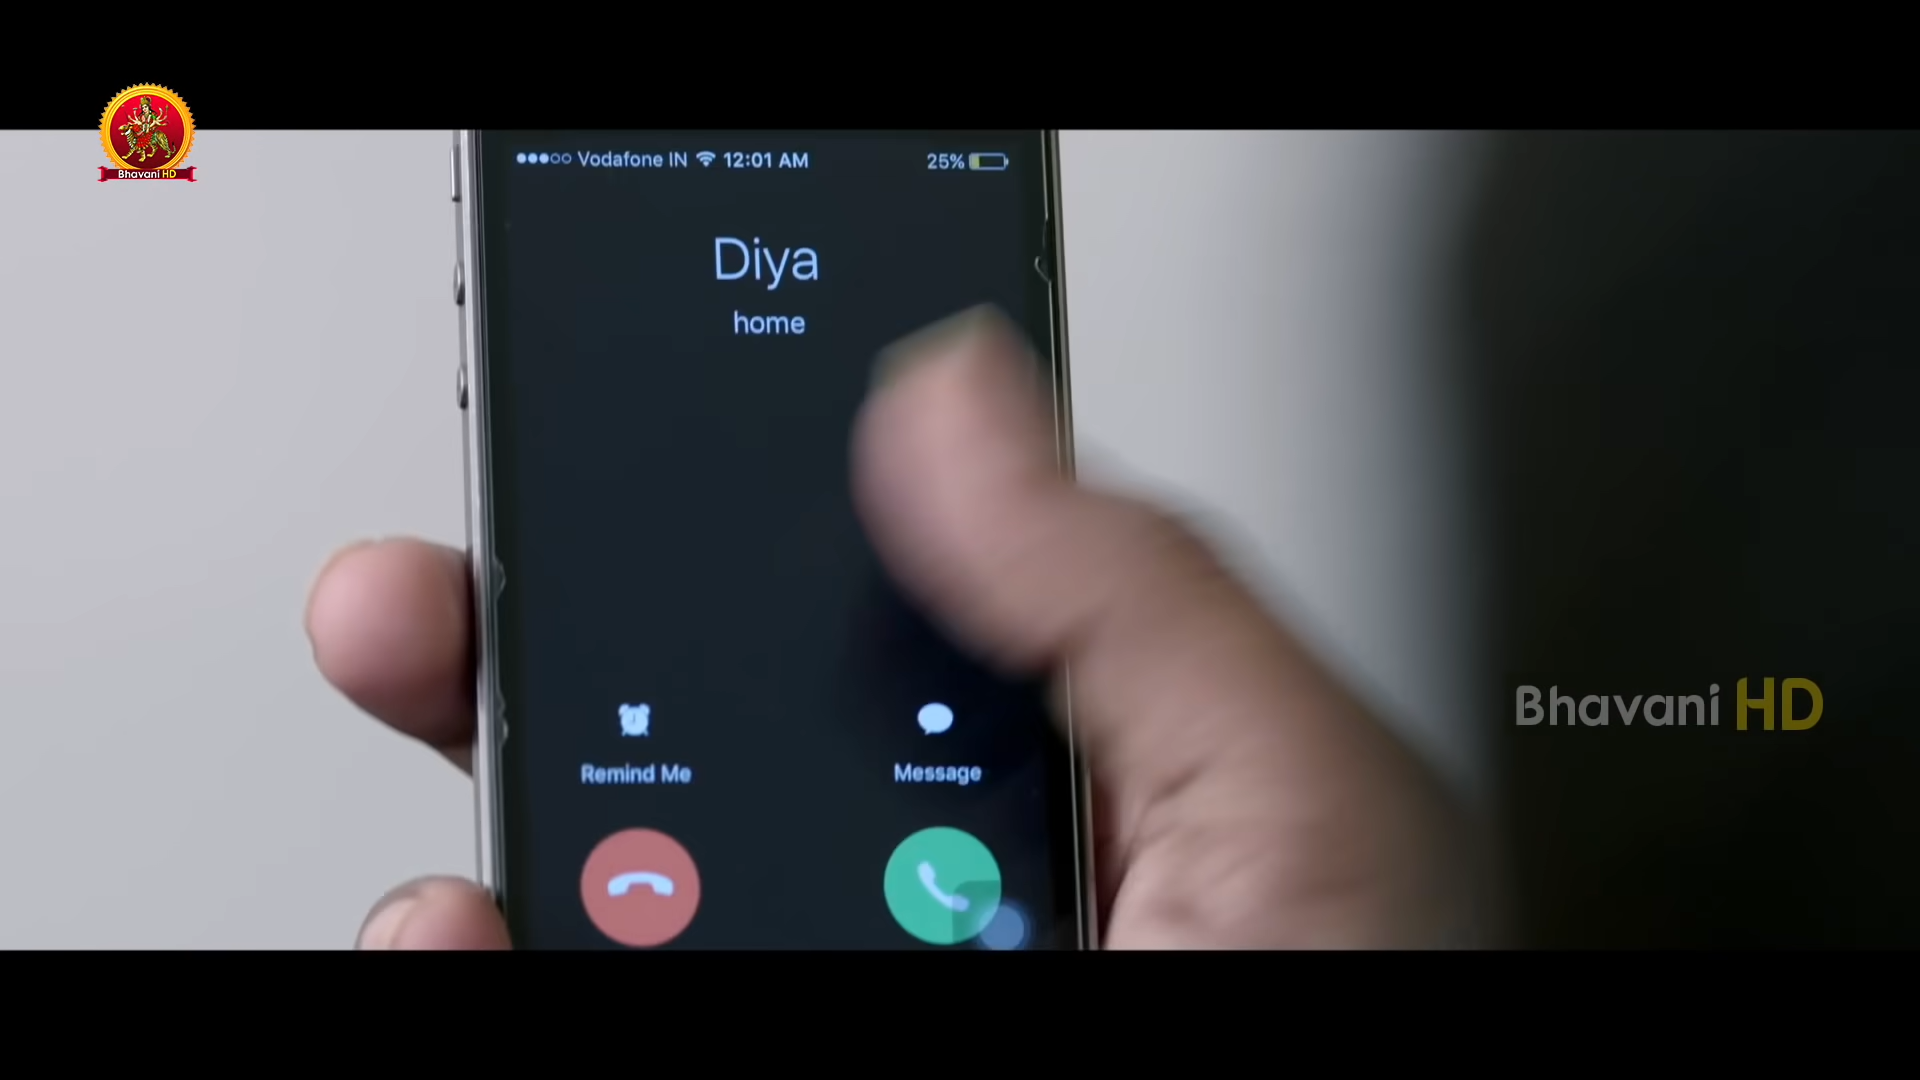 Bhavani HD
Vodafone IN 12:01 AM 25%
Diya
home
Remind Me
Message
Bhavani HD